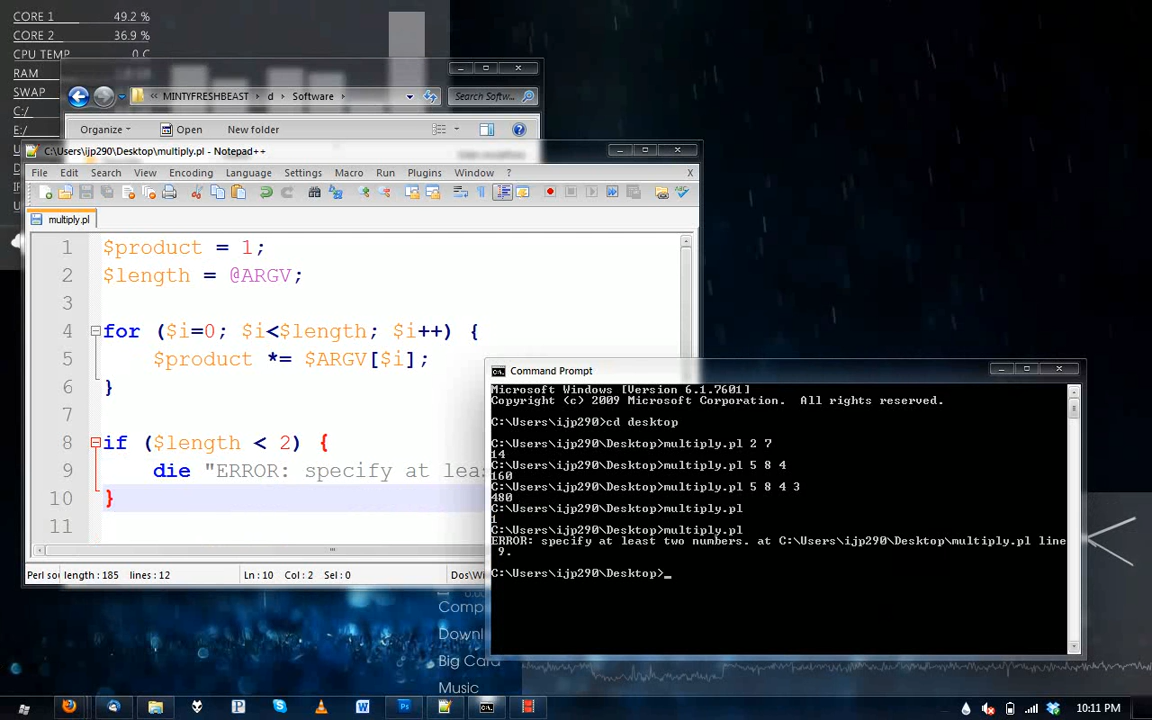 CORE 1 49.2 %
CORE 2 36.9 %
CPU TEMP 0 C
RAM
SWAP
C:/
E:/
MINTYFRESHBEAST d Software
Search Softw...
Organize Open New folder
C:\Users\ijp290\Desktop\multiply.pl - Notepad++
File Edit Search View Encoding Language Settings Macro Run Plugins Window ? X
multiply.pl
1 $product = 1;
2 $length = @ARGV;
3
4 for ($i=0; $i<$length; $i++) {
5 $product *= $ARGV[$i];
6 }
7
8 if ($length < 2) {
9 die "ERROR: specify at leas
10 }
11
Perl so length : 185 lines : 12 Ln : 10 Col : 2 Sel : 0 Dos\Win
Command Prompt
Microsoft Windows [Version 6.1.7601]
Copyright (c) 2009 Microsoft Corporation. All rights reserved.
C:\Users\ijp290>cd desktop
C:\Users\ijp290\Desktop>multiply.pl 2 7
14
C:\Users\ijp290\Desktop>multiply.pl 5 8 4
160
C:\Users\ijp290\Desktop>multiply.pl 5 8 4 3
480
C:\Users\ijp290\Desktop>multiply.pl
1
C:\Users\ijp290\Desktop>multiply.pl
ERROR: specify at least two numbers. at C:\Users\ijp290\Desktop\multiply.pl line
9.
C:\Users\ijp290\Desktop>_
Comp
Downl
Big Card
Music
10:11 PM